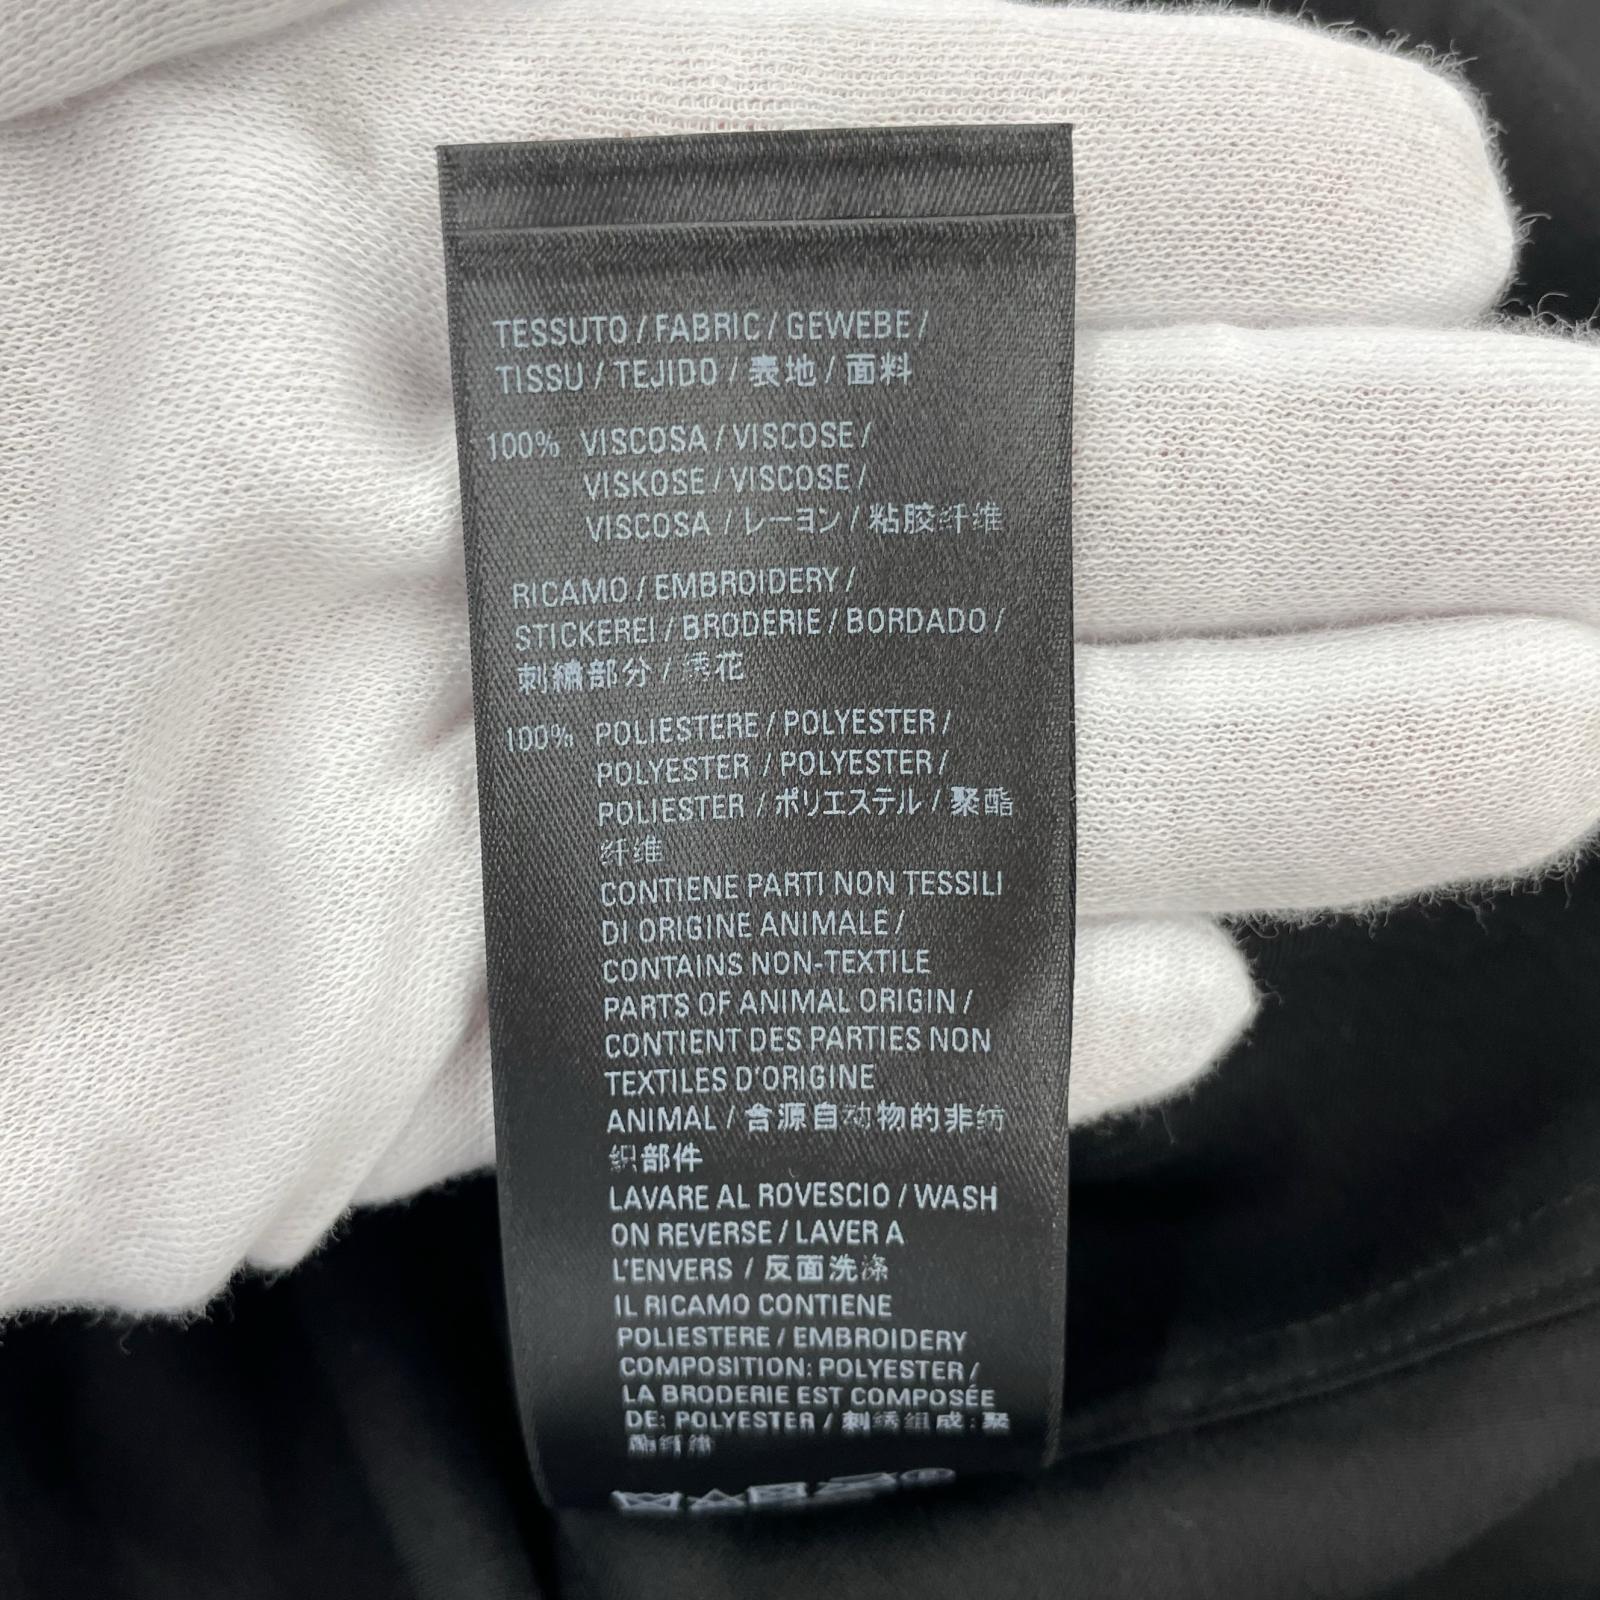 TESSUTO / FABRIC / GEWEBE /
TISSU / TEJIDO / 表地 / 面料
100% VISCOSA / VISCOSE /
VISKOSE / VISCOSE /
VISCOSA / レーヨン / 粘胶纤维
RICAMO / EMBROIDERY /
STICKEREI / BRODERIE / BORDADO /
刺繍部分 / 绣花
100% POLIESTERE / POLYESTER /
POLYESTER / POLYESTER /
POLIESTER / ポリエステル / 聚酯
纤维
CONTIENE PARTI NON TESSILI
DI ORIGINE ANIMALE /
CONTAINS NON-TEXTILE
PARTS OF ANIMAL ORIGIN /
CONTIENT DES PARTIES NON
TEXTILES D'ORIGINE
ANIMAL / 含源自动物的非纺
织部件
LAVARE AL ROVESCIO / WASH
ON REVERSE / LAVER A
L'ENVERS / 反面洗涤
IL RICAMO CONTIENE
POLIESTERE / EMBROIDERY
COMPOSITION: POLYESTER /
LA BRODERIE EST COMPOSÉE
DE: POLYESTER / 刺绣组成: 聚
酯纤维